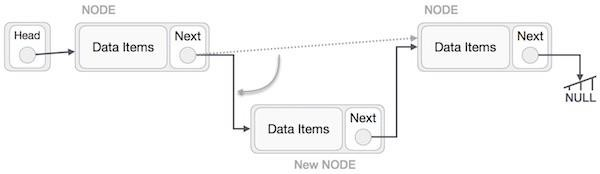 NODE
NODE
Head
Data Items
Next
Data Items
Next
NULL
Data Items
Next
New NODE